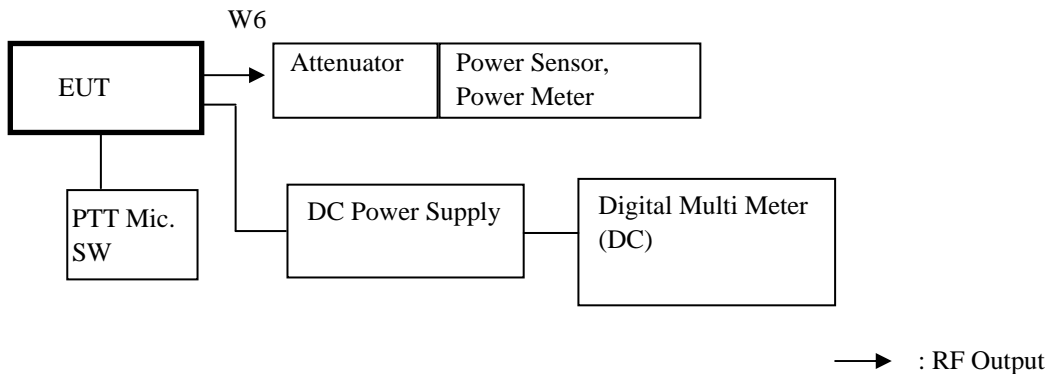 W6
EUT
Attenuator
Power Sensor,
Power Meter
PTT Mic.
SW
DC Power Supply
Digital Multi Meter
(DC)
: RF Output